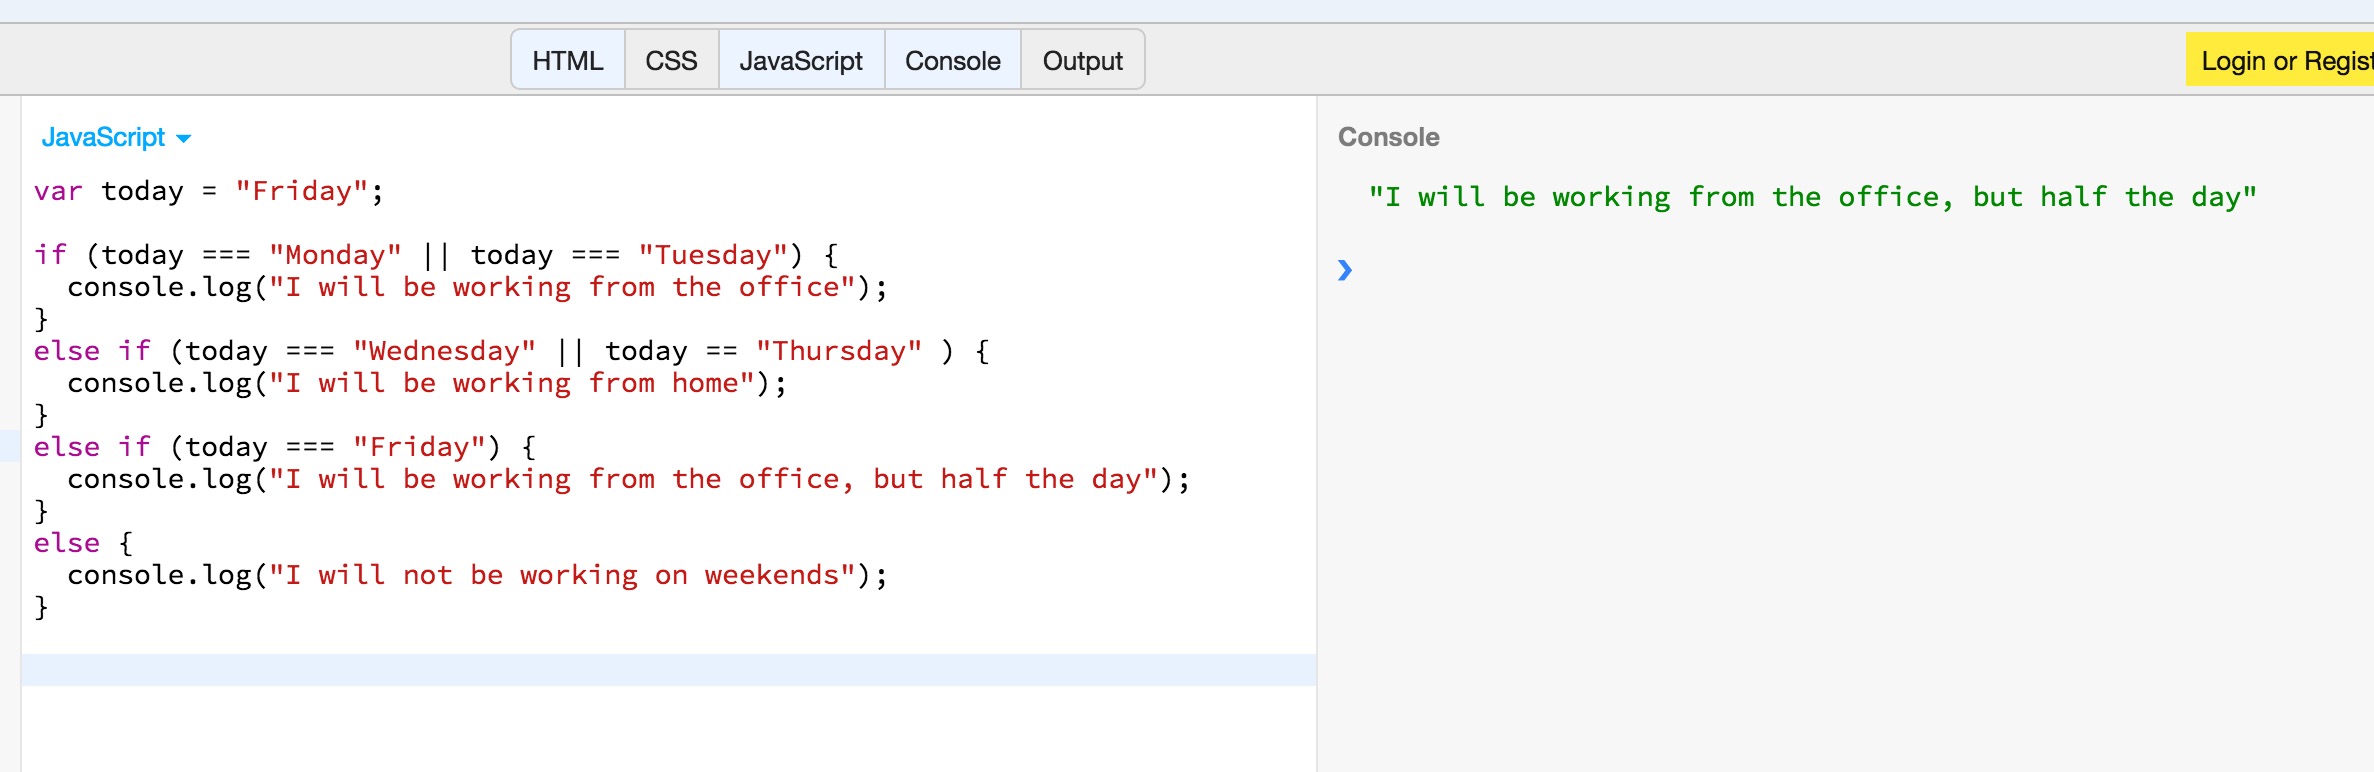 HTML CSS JavaScript Console Output
Login or Regist
JavaScript
var today = "Friday";
if (today === "Monday" || today === "Tuesday") {
  console.log("I will be working from the office");
}
else if (today === "Wednesday" || today == "Thursday" ) {
  console.log("I will be working from home");
}
else if (today === "Friday") {
  console.log("I will be working from the office, but half the day");
}
else {
  console.log("I will not be working on weekends");
}
Console
"I will be working from the office, but half the day"